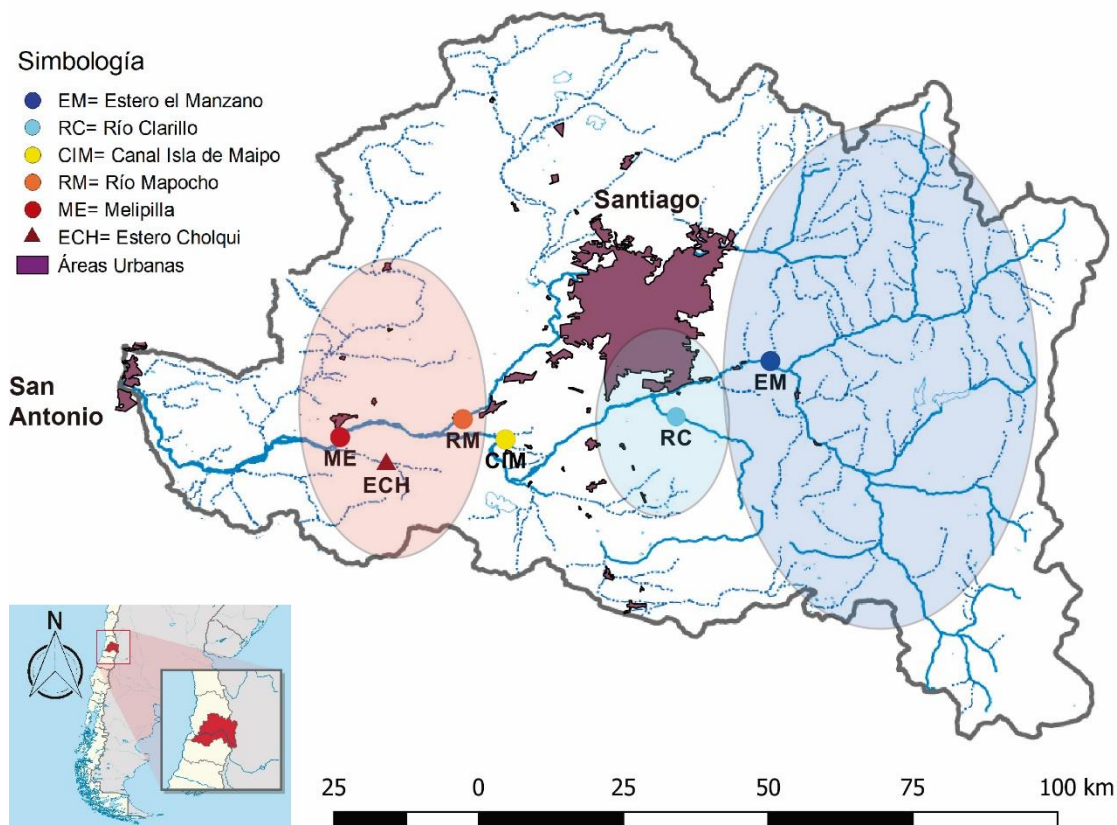 Simbología
EM= Estero el Manzano
RC= Río Clarillo
CIM= Canal Isla de Maipo
RM= Río Mapocho
ME= Melipilla
ECH= Estero Cholqui
Áreas Urbanas
Santiago
San
Antonio
EM
RC
RM
CIM
ME
ECH
N
25 0 25 50 75 100 km